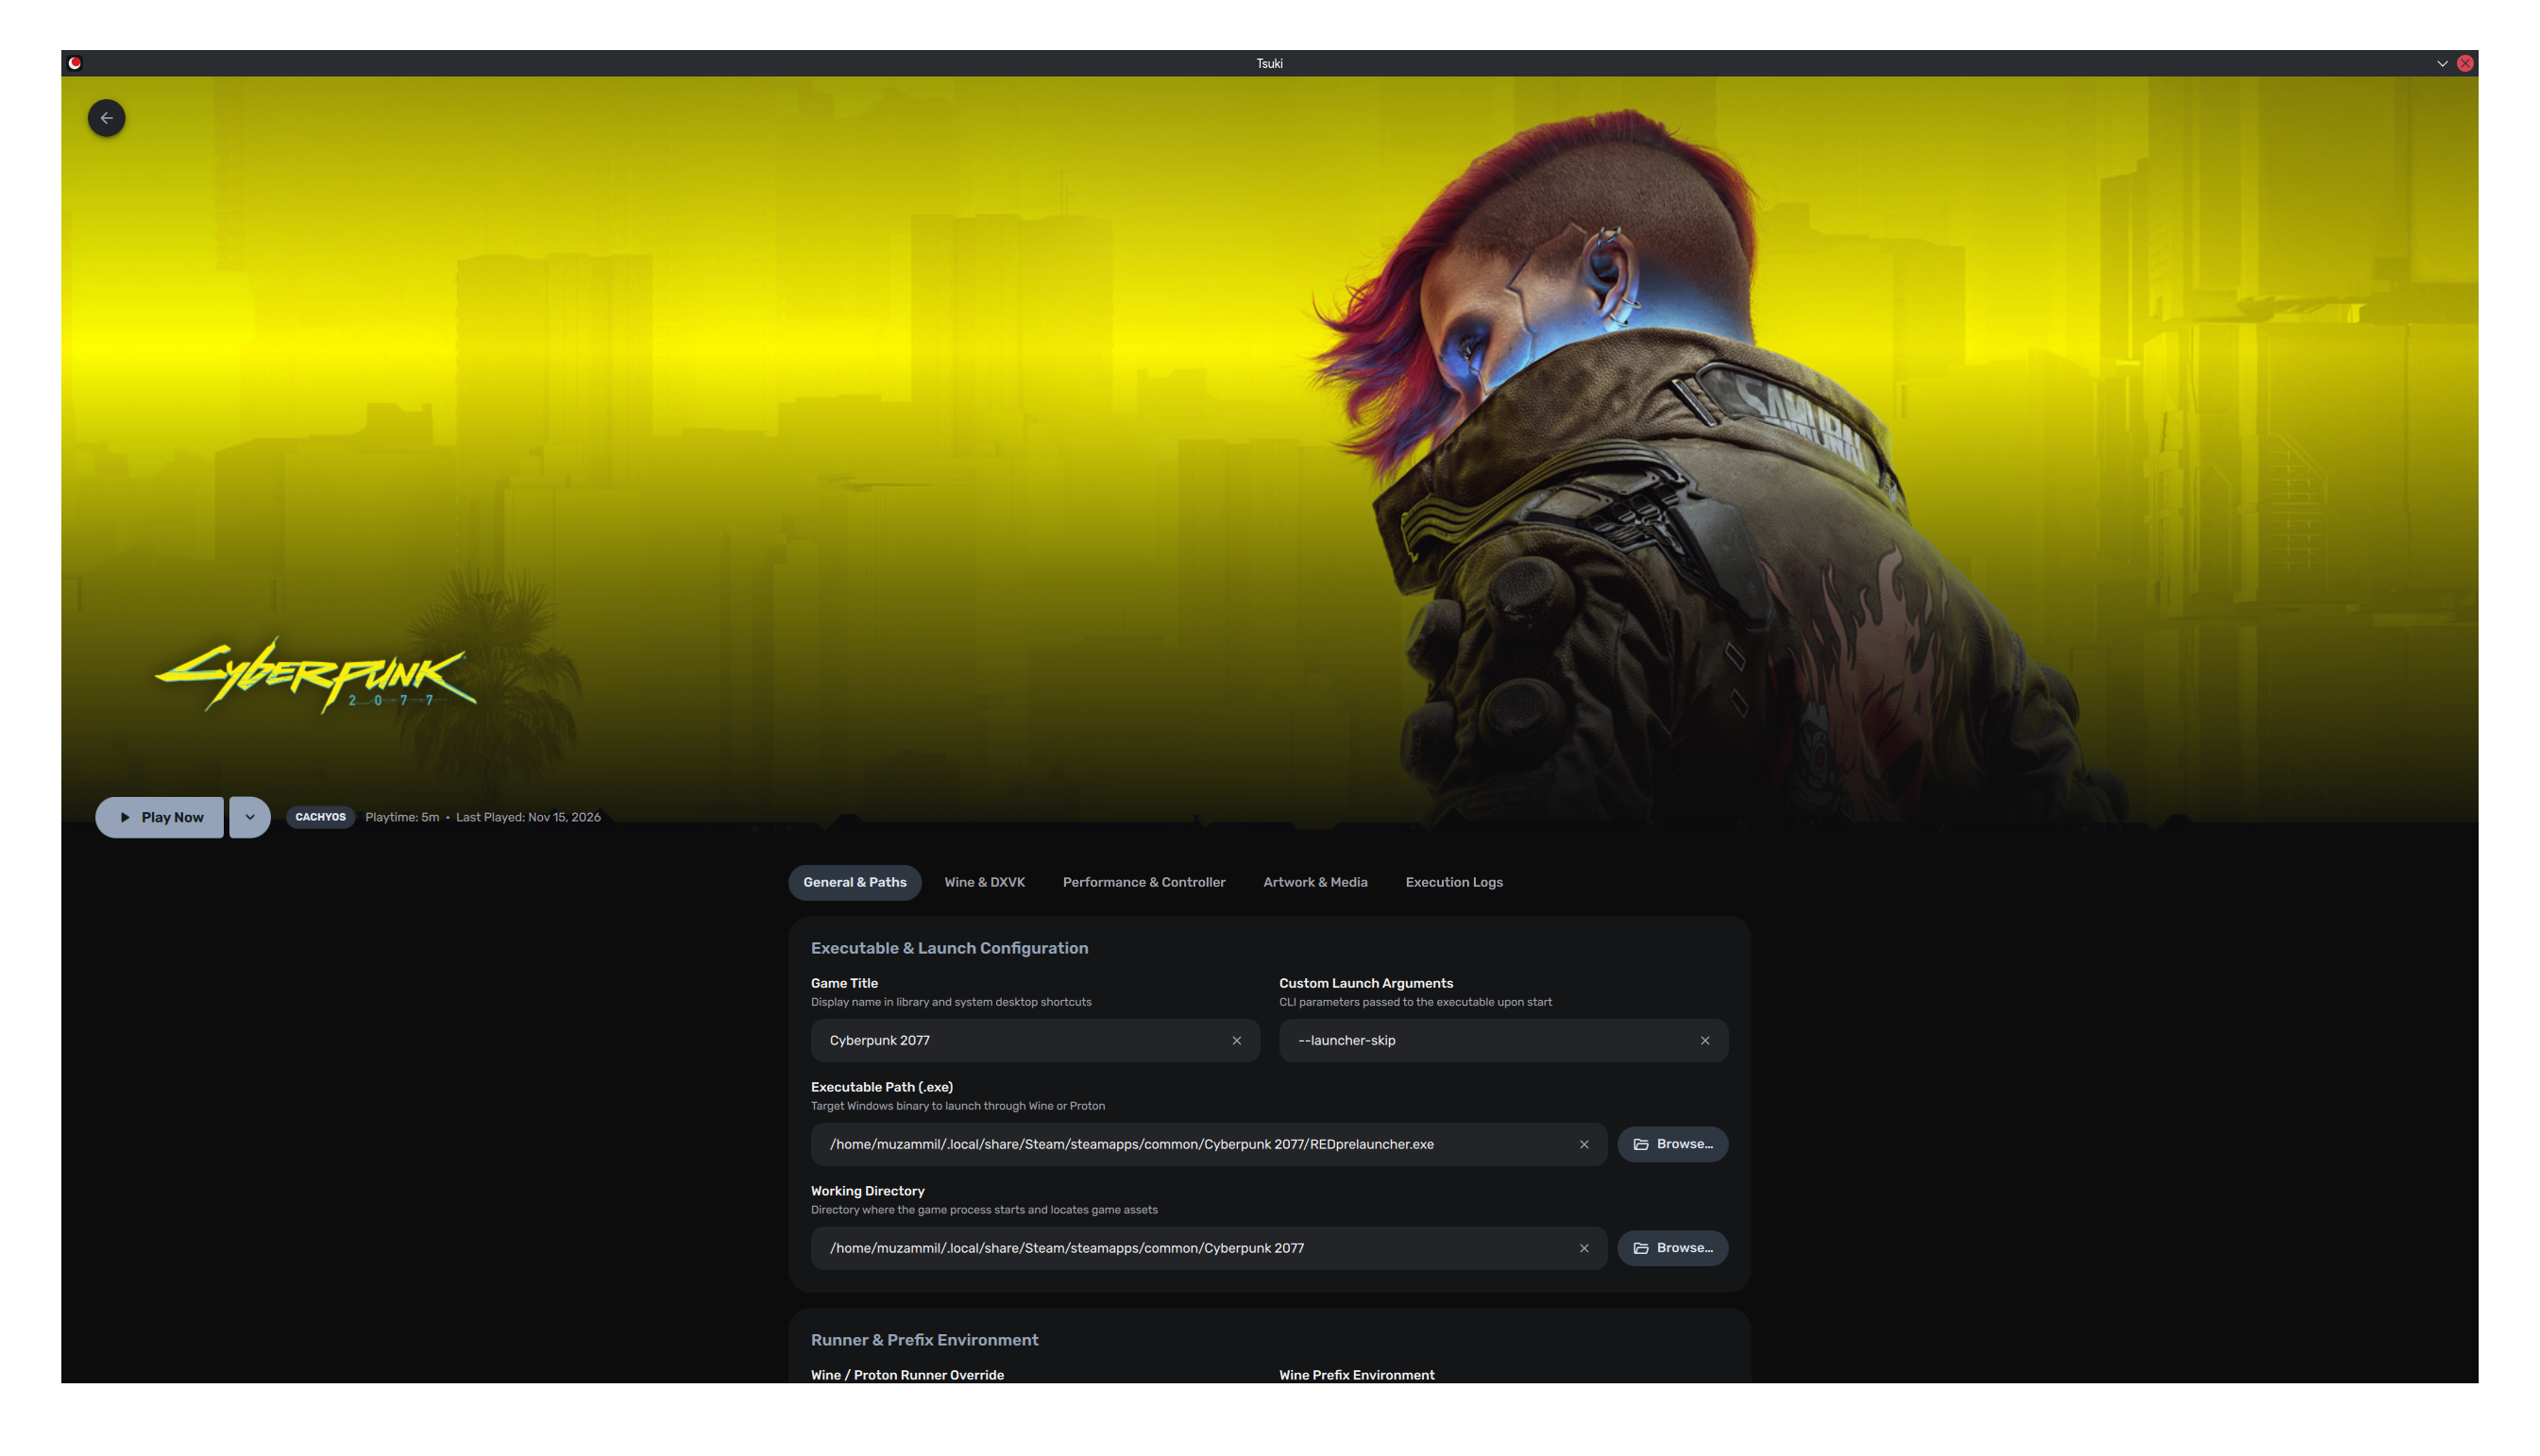 Tsuki
SAMURAI
CYBERPUNK
2077
Play Now
CACHYOS
Playtime: 5m • Last Played: Nov 15, 2026
General & Paths
Wine & DXVK
Performance & Controller
Artwork & Media
Execution Logs
Executable & Launch Configuration
Game Title
Display name in library and system desktop shortcuts
Cyberpunk 2077
Custom Launch Arguments
CLI parameters passed to the executable upon start
--launcher-skip
Executable Path (.exe)
Target Windows binary to launch through Wine or Proton
/home/muzammil/.local/share/Steam/steamapps/common/Cyberpunk 2077/REDprelauncher.exe
Browse...
Working Directory
Directory where the game process starts and locates game assets
/home/muzammil/.local/share/Steam/steamapps/common/Cyberpunk 2077
Browse...
Runner & Prefix Environment
Wine / Proton Runner Override
Wine Prefix Environment